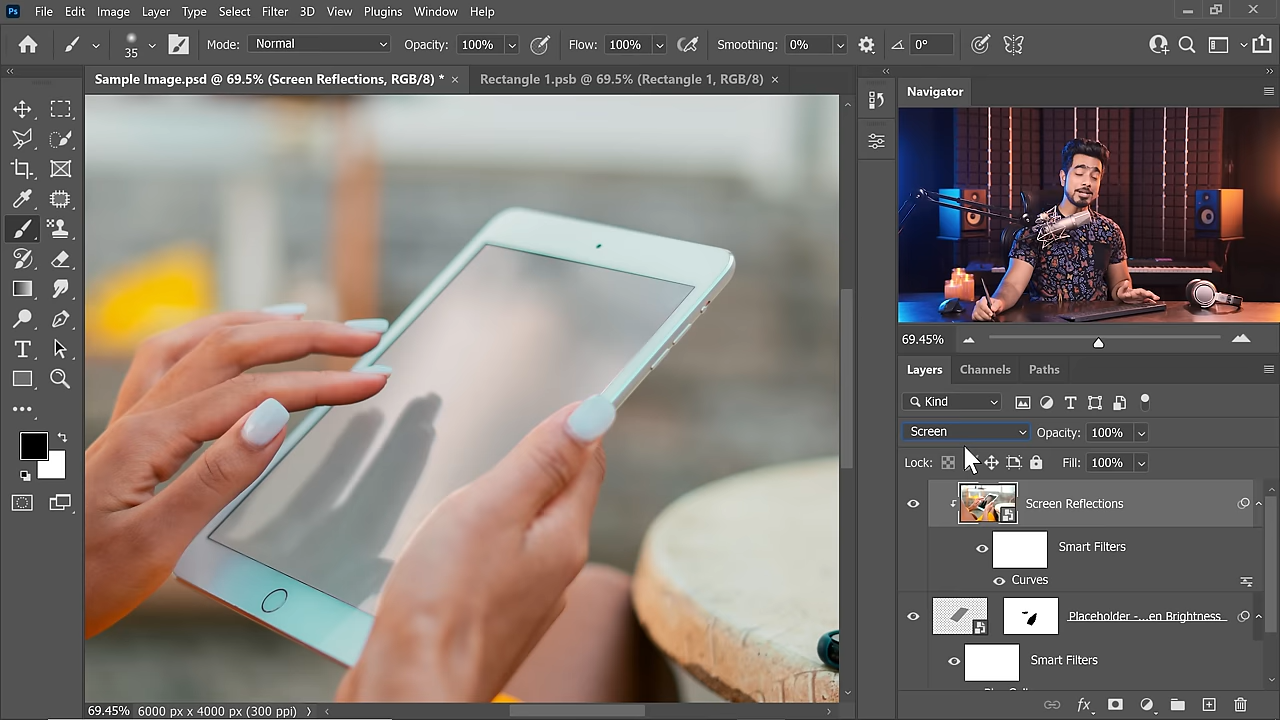 Ps File Edit Image Layer Type Select Filter 3D View Plugins Window Help
35 Mode: Normal Opacity: 100% Flow: 100% Smoothing: 0% 0°
Sample Image.psd @ 69.5% (Screen Reflections, RGB/8) * × Rectangle 1.psb @ 69.5% (Rectangle 1, RGB/8) ×
Navigator
69.45%
Layers Channels Paths
Kind
Screen Opacity: 100%
Lock: Fill: 100%
Screen Reflections
Smart Filters
Curves
Placeholder -...en Brightness
Smart Filters
fx
69.45% 6000 px x 4000 px (300 ppi)